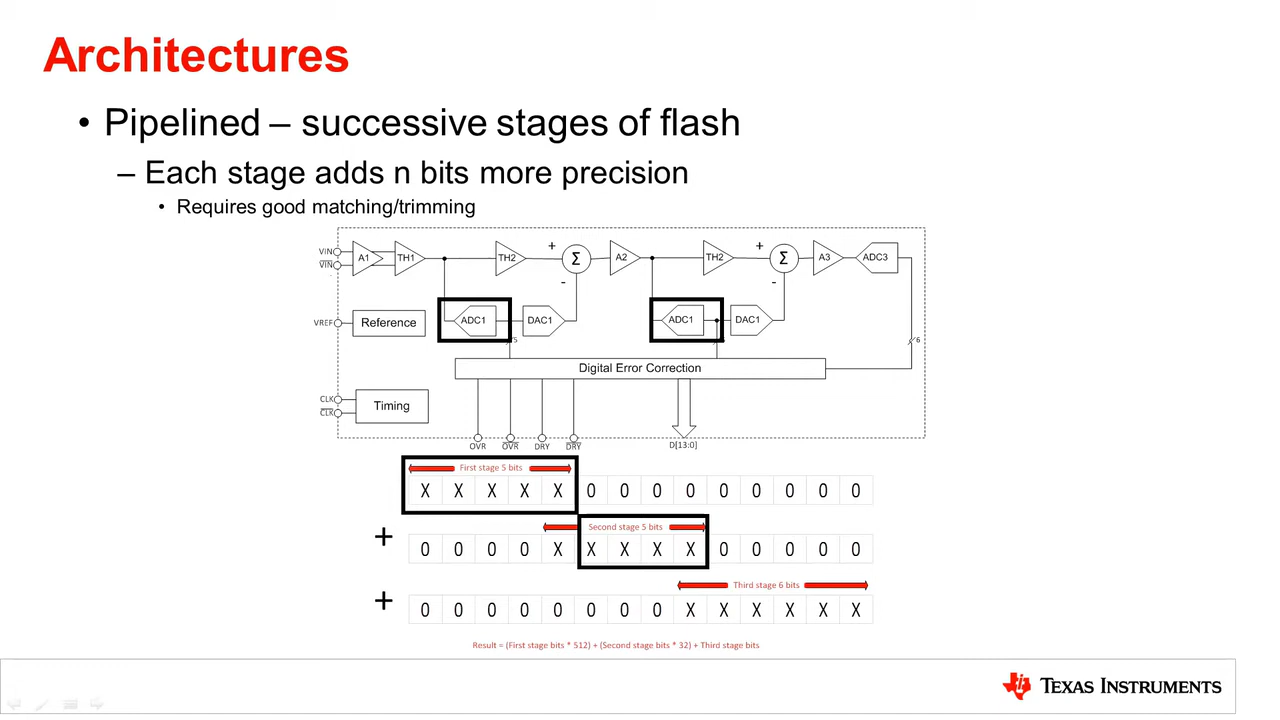 Architectures
• Pipelined – successive stages of flash
– Each stage adds n bits more precision
• Requires good matching/trimming
VIN
VIN
A1
TH1
TH2
+
Σ
-
A2
TH2
+
Σ
-
A3
ADC3
VREF
Reference
ADC1
DAC1
ADC1
DAC1
5
6
Digital Error Correction
CLK
CLK
Timing
OVR
OVR
DRY
DRY
D[13:0]
First stage 5 bits
X X X X X 0 0 0 0 0 0 0 0 0
Second stage 5 bits
+ 0 0 0 0 X X X X X 0 0 0 0 0
Third stage 6 bits
+ 0 0 0 0 0 0 0 0 X X X X X X
Result = (First stage bits * 512) + (Second stage bits * 32) + Third stage bits
TEXAS INSTRUMENTS